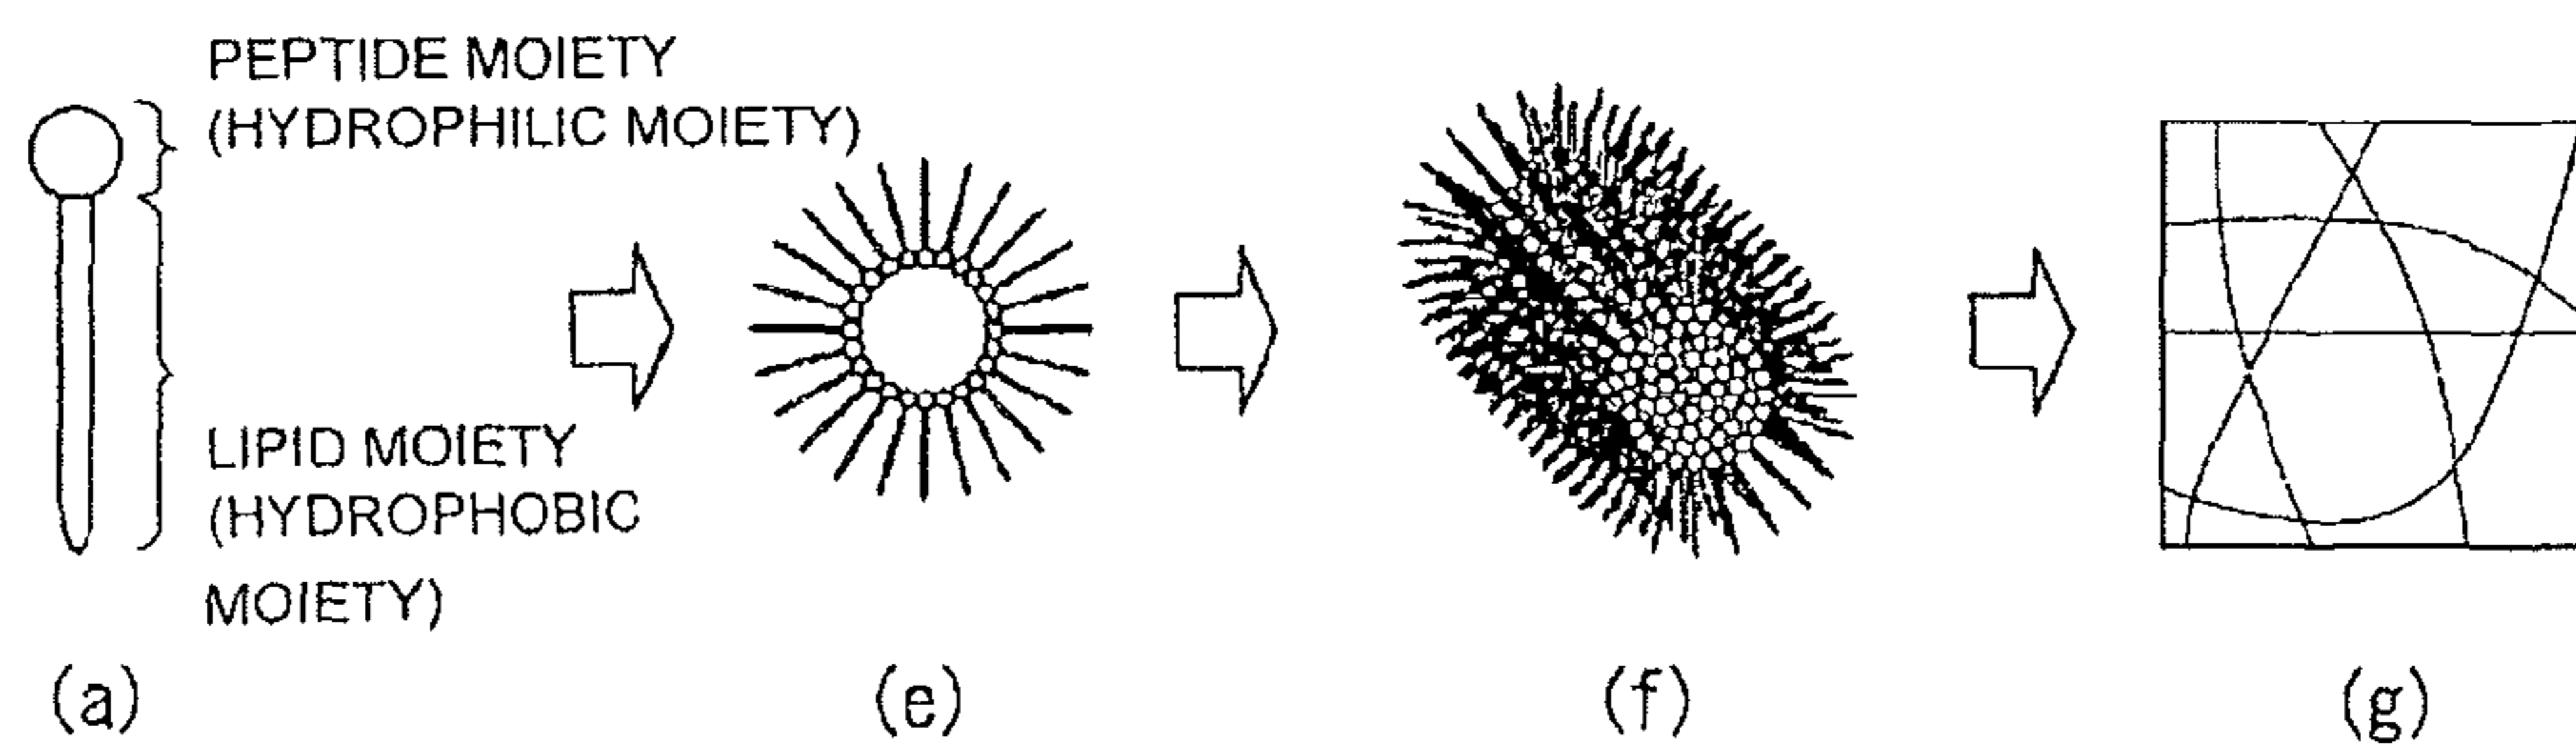 PEPTIDE MOIETY
(HYDROPHILIC MOIETY)
LIPID MOIETY
(HYDROPHOBIC
MOIETY)
(a)
(e)
(f)
(g)